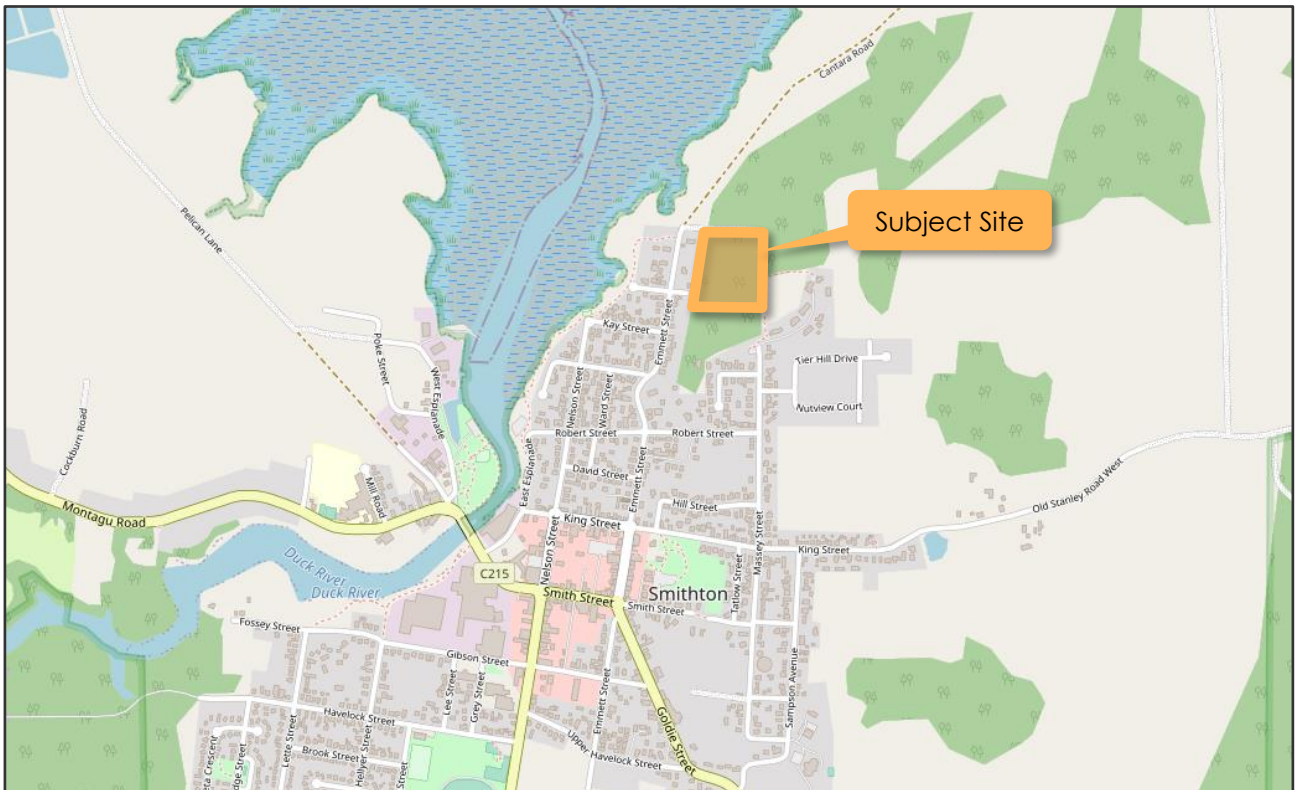 Cantara Road
Subject Site
Pelican Lane
Kay Street
Emmett Street
Poke Street
West Esplanade
Tier Hill Drive
Nutview Court
Nelson Street
Ward Street
Robert Street
Robert Street
Cockburn Road
East Esplanade
David Street
Emmett Street
Old Stanley Road West
Mill Road
Hill Street
Montagu Road
King Street
Massey Street
King Street
Duck River
Duck River
C215
Nelson Street
Smithton
Tatlow Street
Smith Street
Smith Street
Fossey Street
Gibson Street
Lee Street
Grey Street
Emmett Street
Sampson Avenue
Havelock Street
Goldie Street
Lette Street
Upper Havelock Street
Brook Street
Hellyer Street
Street